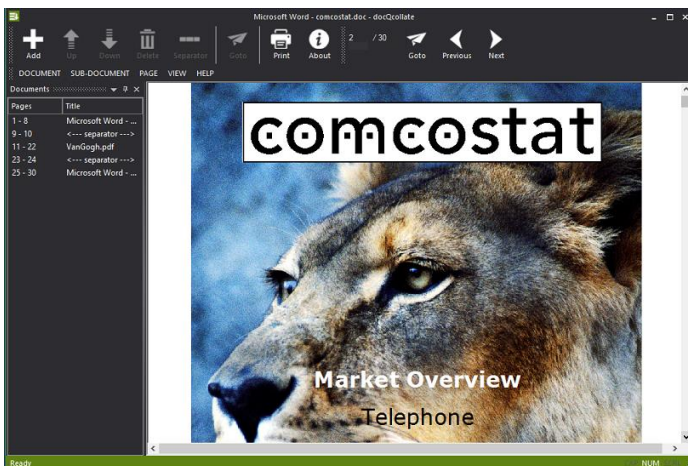 Microsoft Word - comcostat.doc - docQcollate
Add Up Down Delete Separator Goto Print About 2 / 30 Goto Previous Next
DOCUMENT SUB-DOCUMENT PAGE VIEW HELP
Documents
Pages Title
1 - 8 Microsoft Word - ...
9 - 10 <--- separator --->
11 - 22 VanGogh.pdf
23 - 24 <--- separator --->
25 - 30 Microsoft Word - ...
comcostat
Market Overview
Telephone
Ready NUM